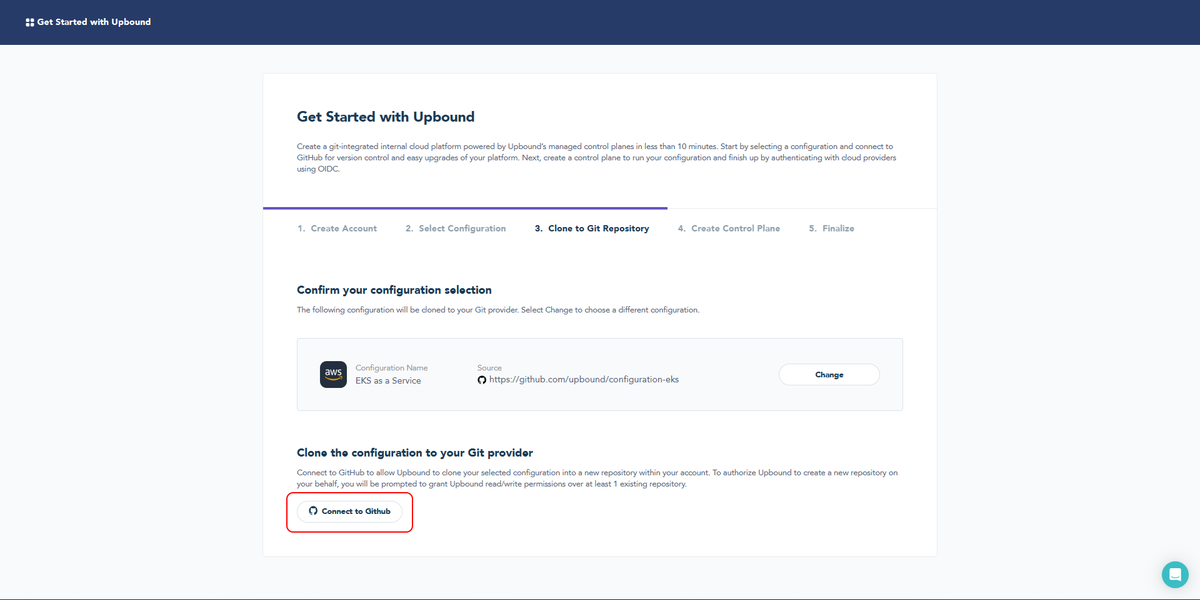 Get Started with Upbound
Get Started with Upbound
Create a git-integrated internal cloud platform powered by Upbound's managed control planes in less than 10 minutes. Start by selecting a configuration and connect to
GitHub for version control and easy upgrades of your platform. Next, create a control plane to run your configuration and finish up by authenticating with cloud providers
using OIDC.
1. Create Account 2. Select Configuration 3. Clone to Git Repository 4. Create Control Plane 5. Finalize
Confirm your configuration selection
The following configuration will be cloned to your Git provider. Select Change to choose a different configuration.
aws
Configuration Name
EKS as a Service
Source
https://github.com/upbound/configuration-eks
Change
Clone the configuration to your Git provider
Connect to GitHub to allow Upbound to clone your selected configuration into a new repository within your account. To authorize Upbound to create a new repository on
your behalf, you will be prompted to grant Upbound read/write permissions over at least 1 existing repository.
Connect to Github